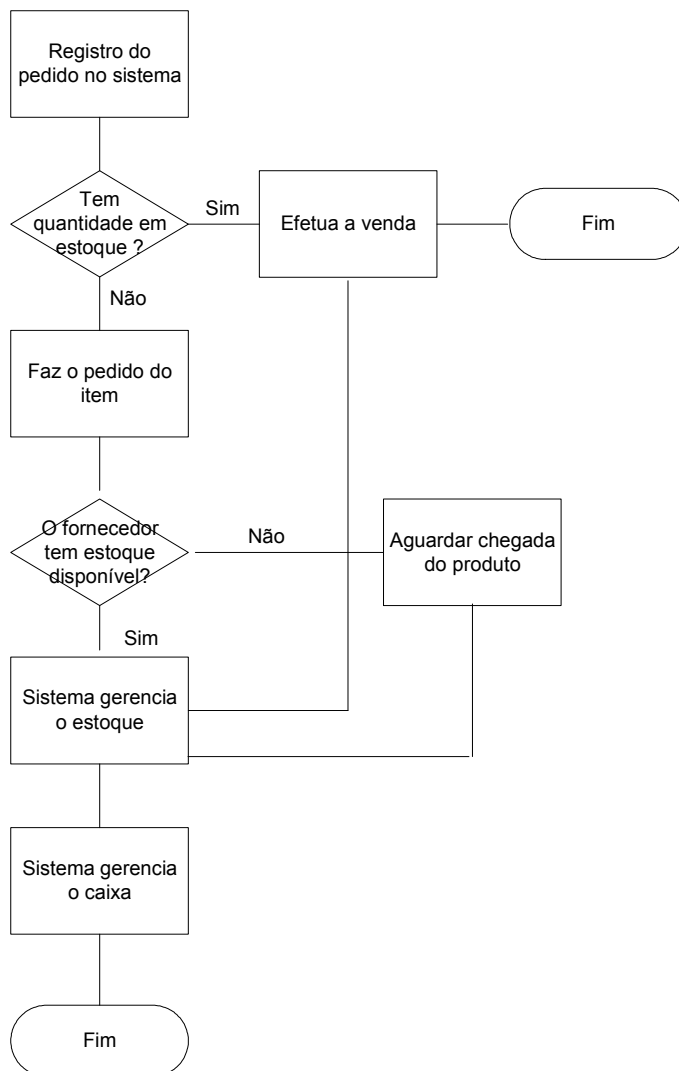 Registro do
pedido no sistema
Tem
quantidade em
estoque ?
Sim
Efetua a venda
Fim
Não
Faz o pedido do
item
O fornecedor
tem estoque
disponível?
Não
Aguardar chegada
do produto
Sim
Sistema gerencia
o estoque
Sistema gerencia
o caixa
Fim